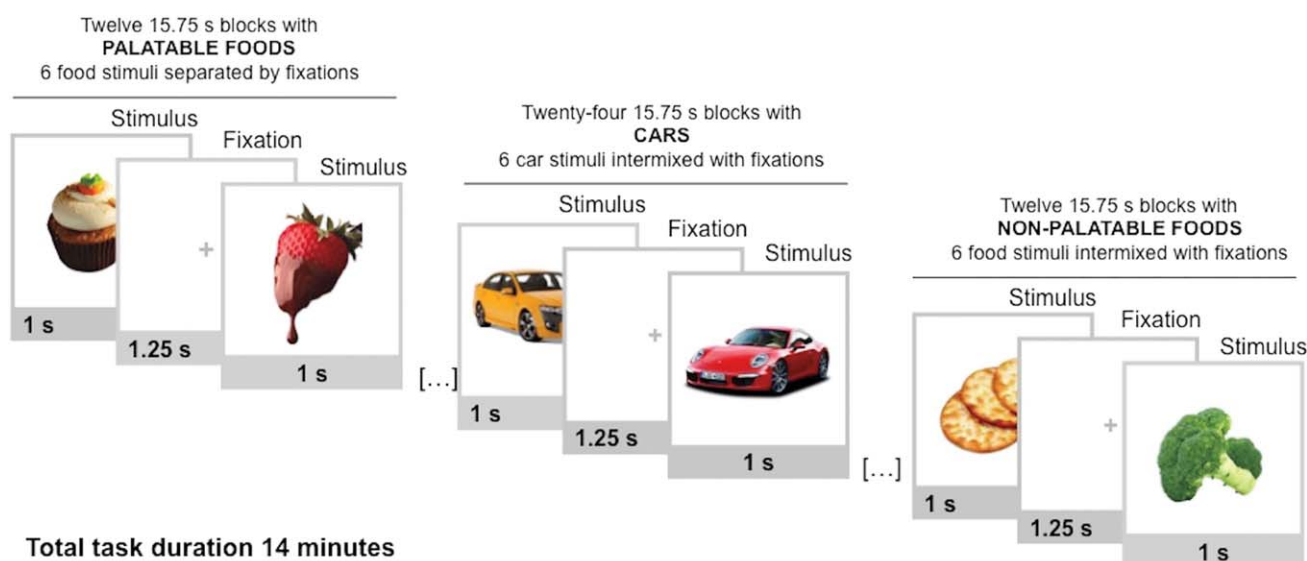 Twelve 15.75 s blocks with
PALATABLE FOODS
6 food stimuli separated by fixations
Stimulus
Fixation
Stimulus
1 s
+
1.25 s
1 s
[...]
Twenty-four 15.75 s blocks with
CARS
6 car stimuli intermixed with fixations
Stimulus
Fixation
Stimulus
1 s
+
1.25 s
1 s
[...]
Twelve 15.75 s blocks with
NON-PALATABLE FOODS
6 food stimuli intermixed with fixations
Stimulus
Fixation
Stimulus
1 s
+
1.25 s
1 s
Total task duration 14 minutes